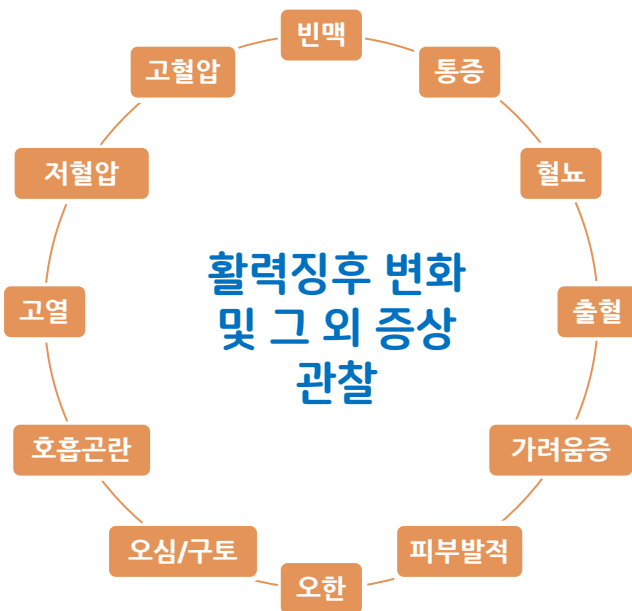 빈맥
통증
혈뇨
출혈
가려움증
피부발적
오한
오심/구토
호흡곤란
고열
저혈압
고혈압
활력징후 변화
및 그 외 증상
관찰